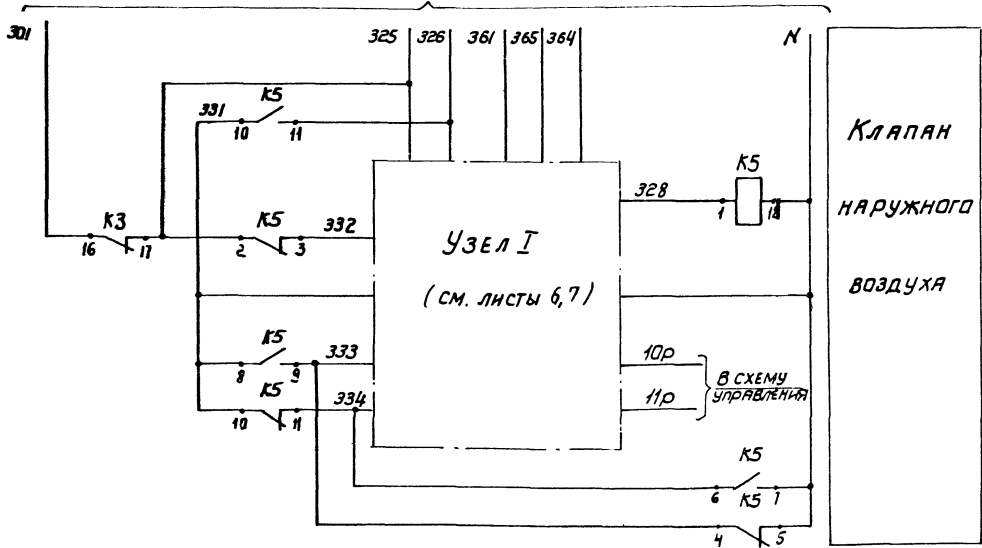 301
325
326
361
365
364
N
K5
331
10
11
K3
16
17
K5
2
3
332
K5
8
9
333
K5
10
11
334
Узел I
(см. листы 6,7)
328
K5
1
12
10р
11р
В схему
управления
K5
6
7
K5
4
5
Клапан
наружного
воздуха